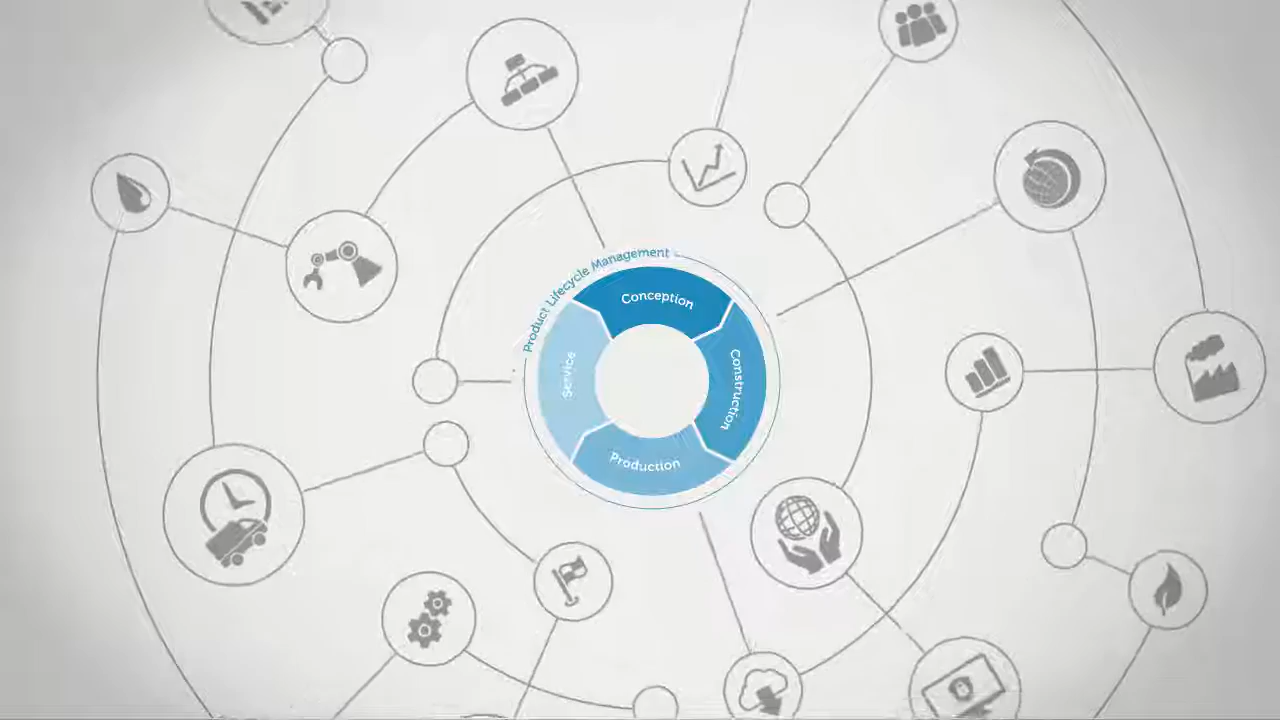 Product Lifecycle Management
Conception
Construction
Production
Service